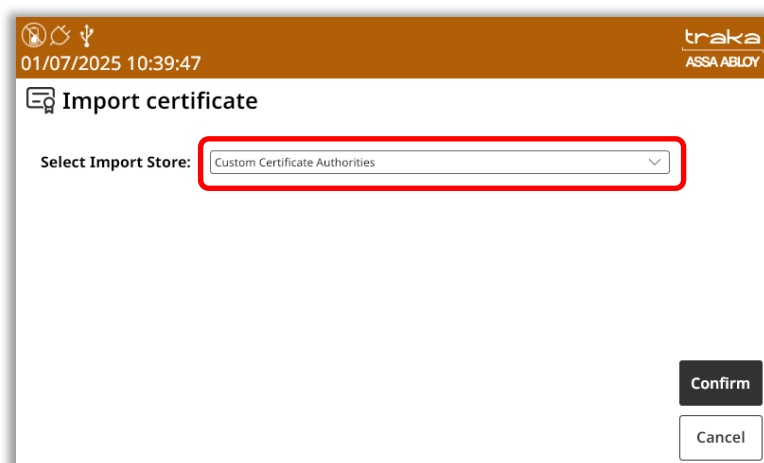 01/07/2025 10:39:47
traka
ASSA ABLOY
Import certificate
Select Import Store: Custom Certificate Authorities
Confirm
Cancel